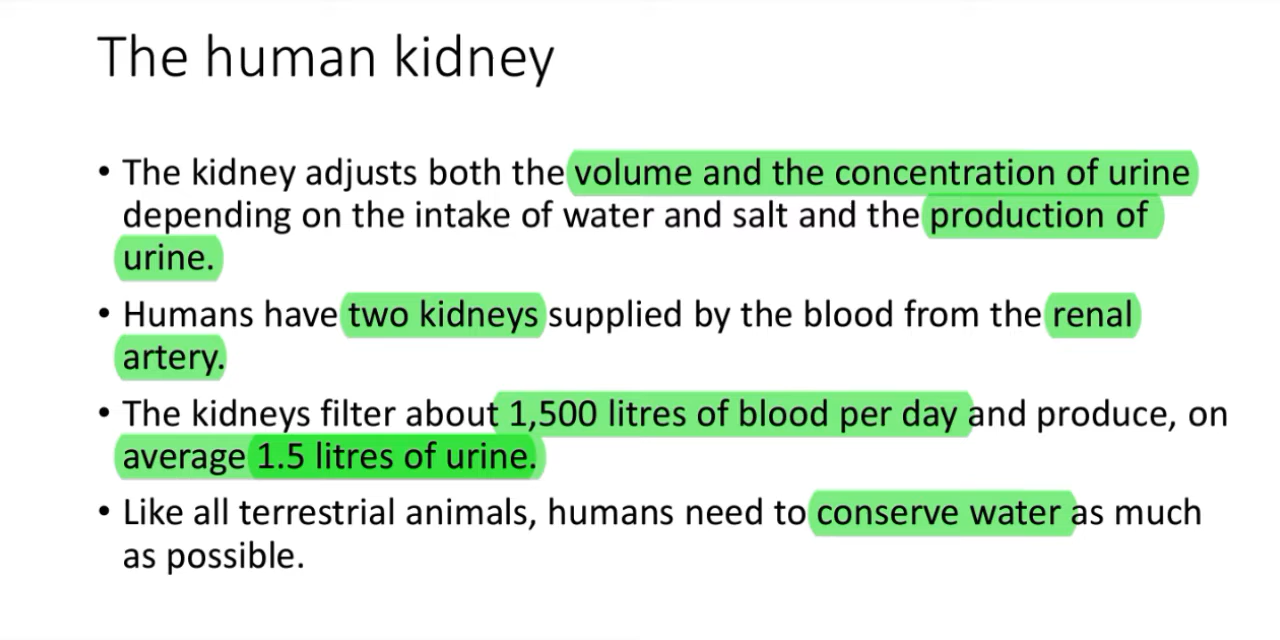 The human kidney
• The kidney adjusts both the volume and the concentration of urine
depending on the intake of water and salt and the production of
urine.
• Humans have two kidneys supplied by the blood from the renal
artery.
• The kidneys filter about 1,500 litres of blood per day and produce, on
average 1.5 litres of urine.
• Like all terrestrial animals, humans need to conserve water as much
as possible.